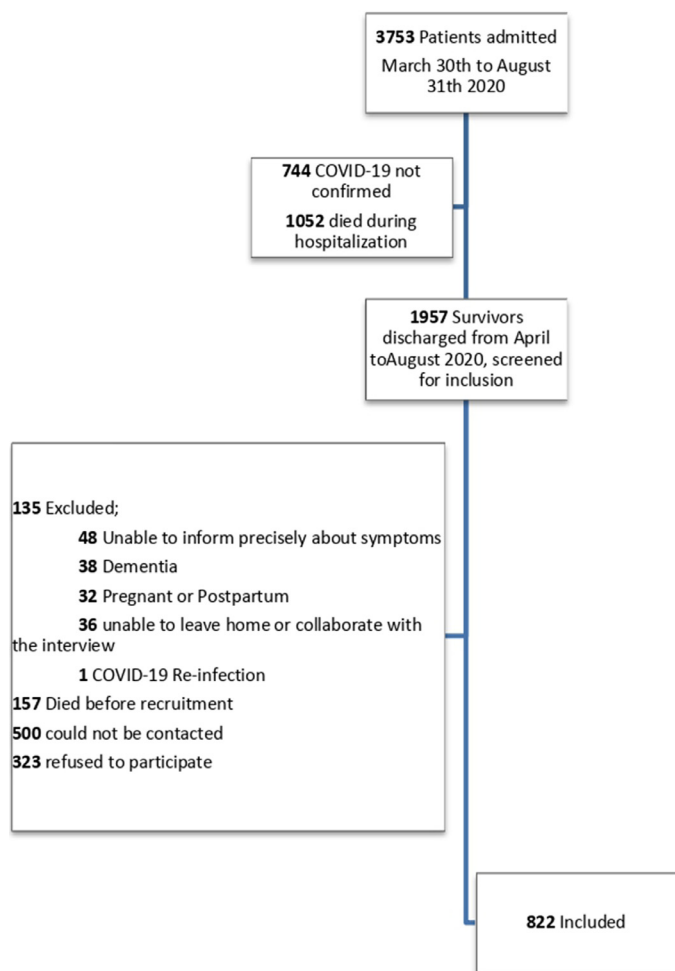 3753 Patients admitted
March 30th to August
31th 2020
744 COVID-19 not
confirmed
1052 died during
hospitalization
1957 Survivors
discharged from April
toAugust 2020, screened
for inclusion
135 Excluded;
48 Unable to inform precisely about symptoms
38 Dementia
32 Pregnant or Postpartum
36 unable to leave home or collaborate with
the interview
1 COVID-19 Re-infection
157 Died before recruitment
500 could not be contacted
323 refused to participate
822 Included